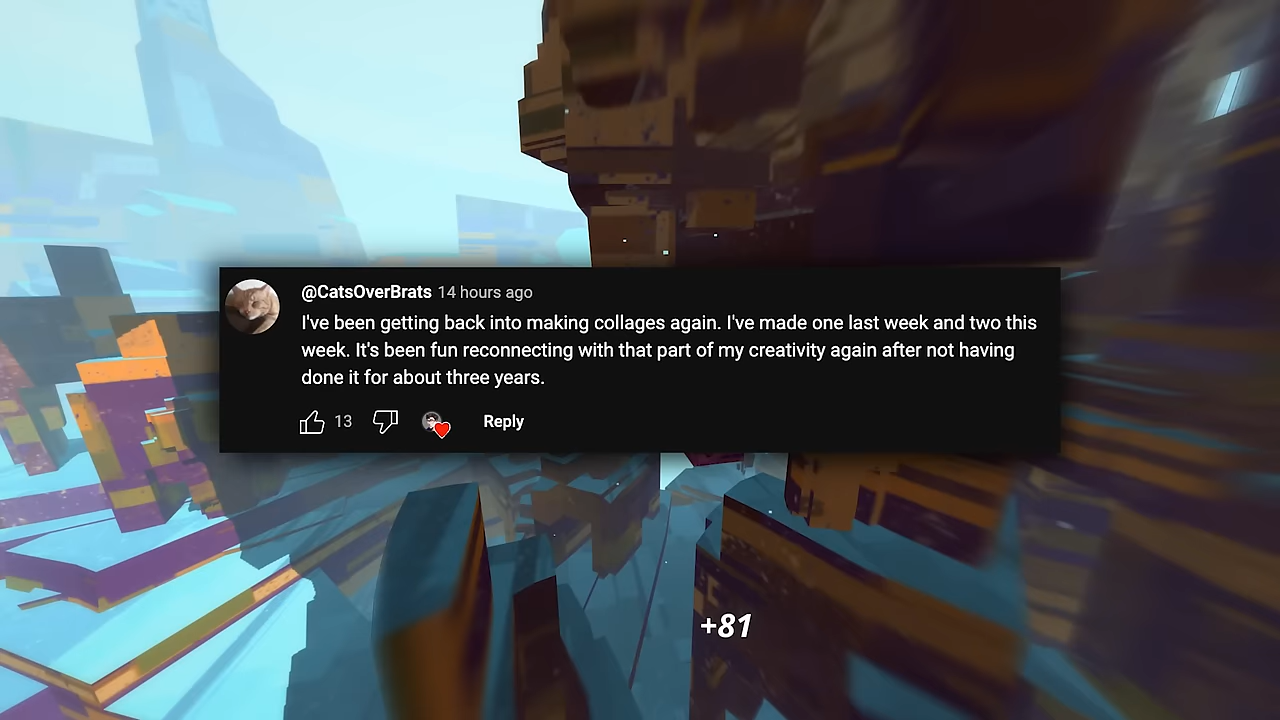 @CatsOverBrats 14 hours ago
I've been getting back into making collages again. I've made one last week and two this
week. It's been fun reconnecting with that part of my creativity again after not having
done it for about three years.
13 Reply
+81